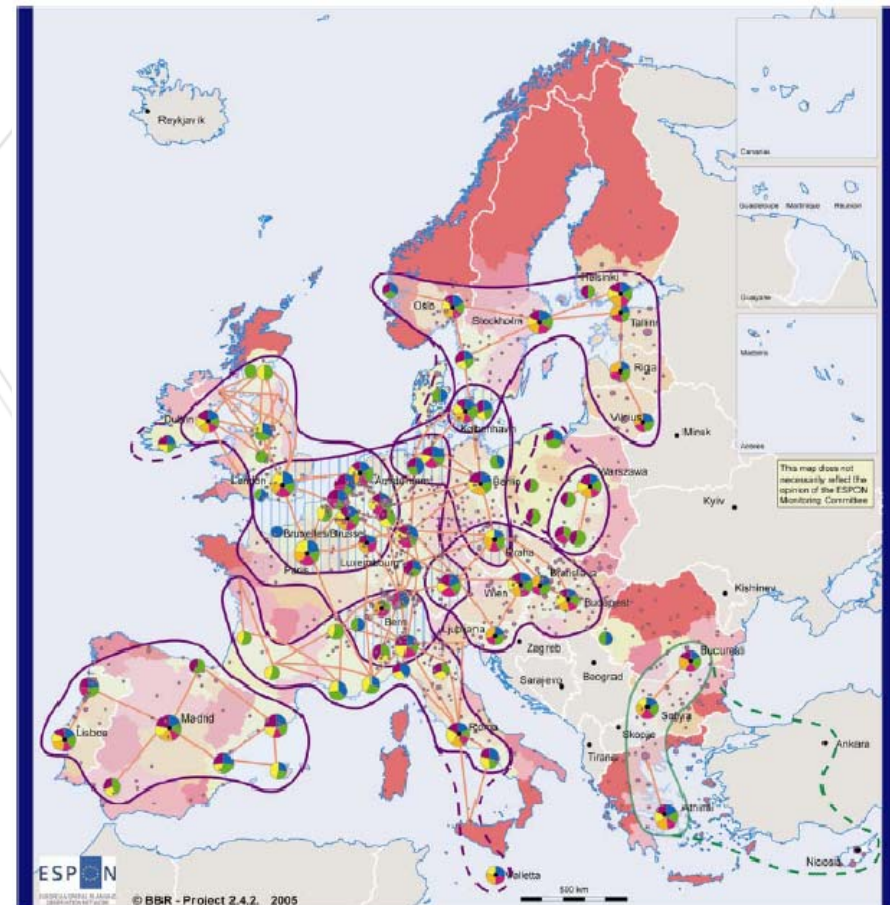 Reykjavik
Canarias
Guadeloupe Martinique Réunion
Guayane
Madeira
Acores
Helsinki
Oslo
Stockholm
Tallinn
Riga
Vilnius
Minsk
Dublin
København
London
Amsterdam
Berlin
Warszawa
This map does not
necessarily reflect the
opinion of the ESPON
Monitoring Committee
Kyiv
Bruxelles/Brussel
Praha
Paris
Luxembourg
Wien
Bratislava
Budapest
Kishinev
Bern
Ljubljana
Zagreb
Bucuresti
Beograd
Sarajevo
Madrid
Lisboa
Roma
Sofiya
Skopje
Tirana
Ankara
Athinai
Nicosia
Valletta
ESPON
© BBR - Project 2.4.2. 2005
500 km